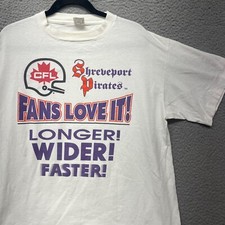 CFL
Shreveport
Pirates
FANS LOVE IT!
LONGER!
WIDER!
FASTER!